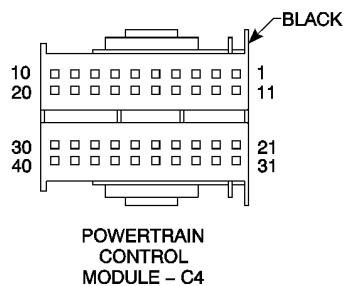 BLACK
10 1
20 11
30 21
40 31
POWERTRAIN
CONTROL
MODULE – C4